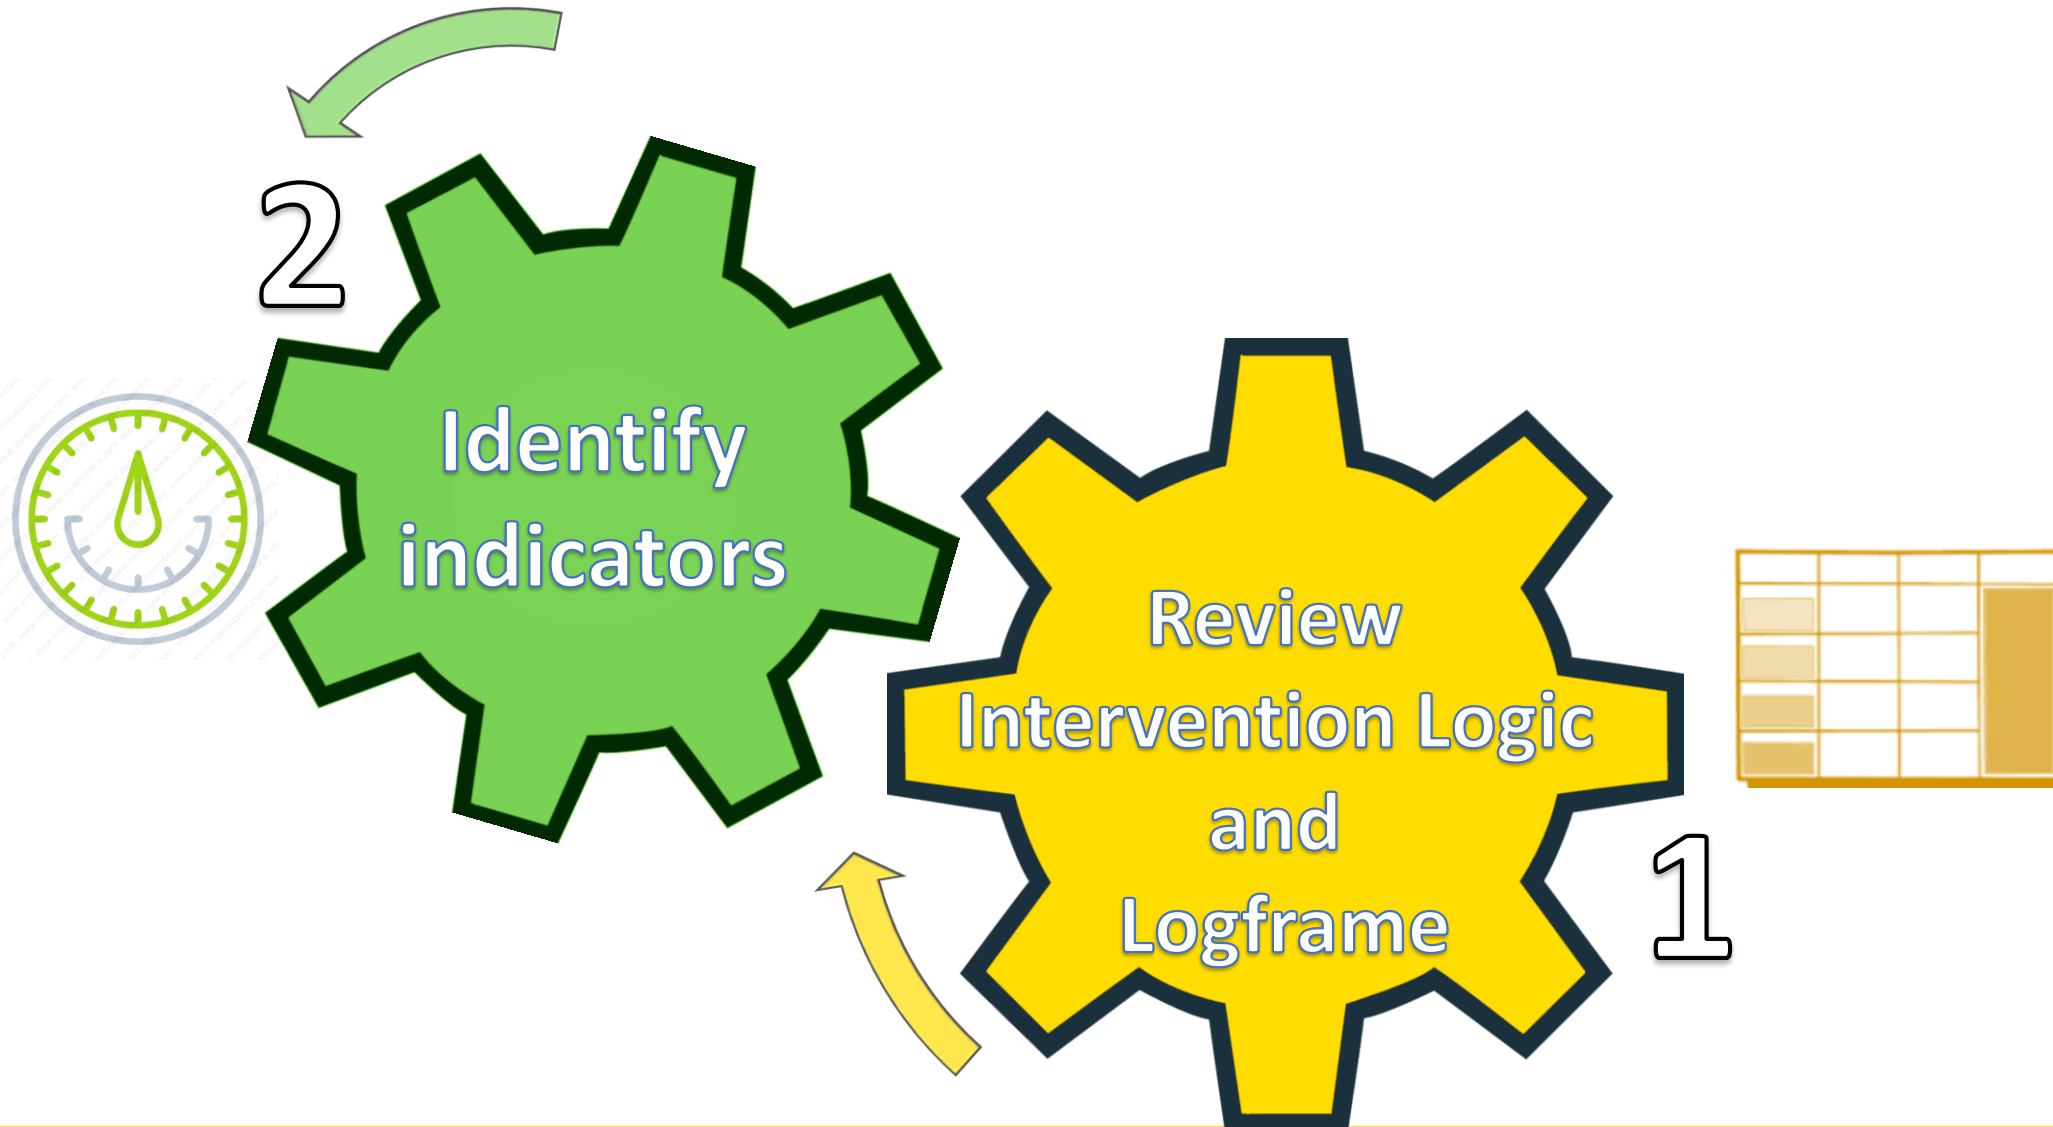 2
Identify
indicators
Review
Intervention Logic
and
Logframe
1